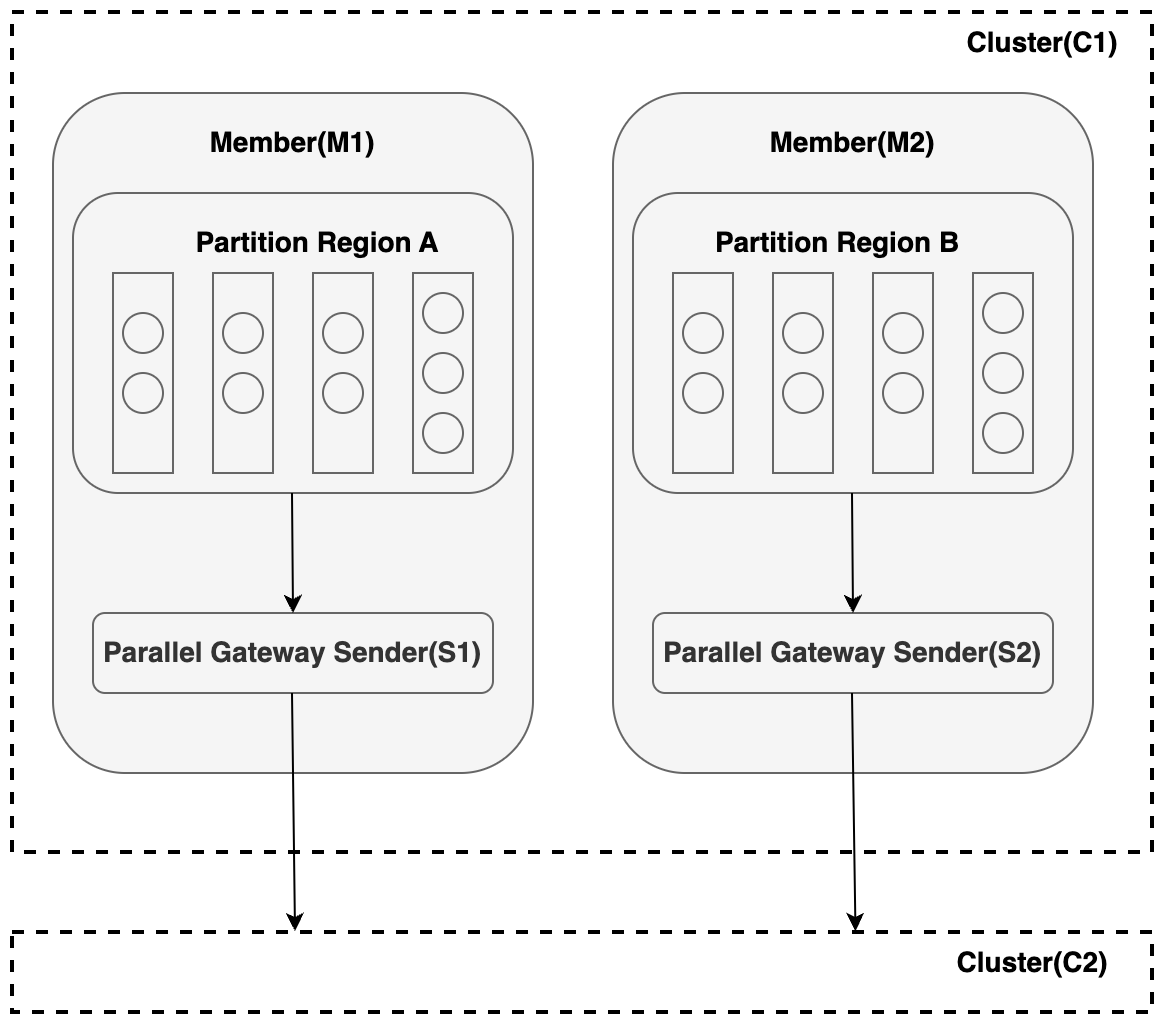 Cluster(C1)
Member(M1)
Partition Region A
Parallel Gateway Sender(S1)
Member(M2)
Partition Region B
Parallel Gateway Sender(S2)
Cluster(C2)